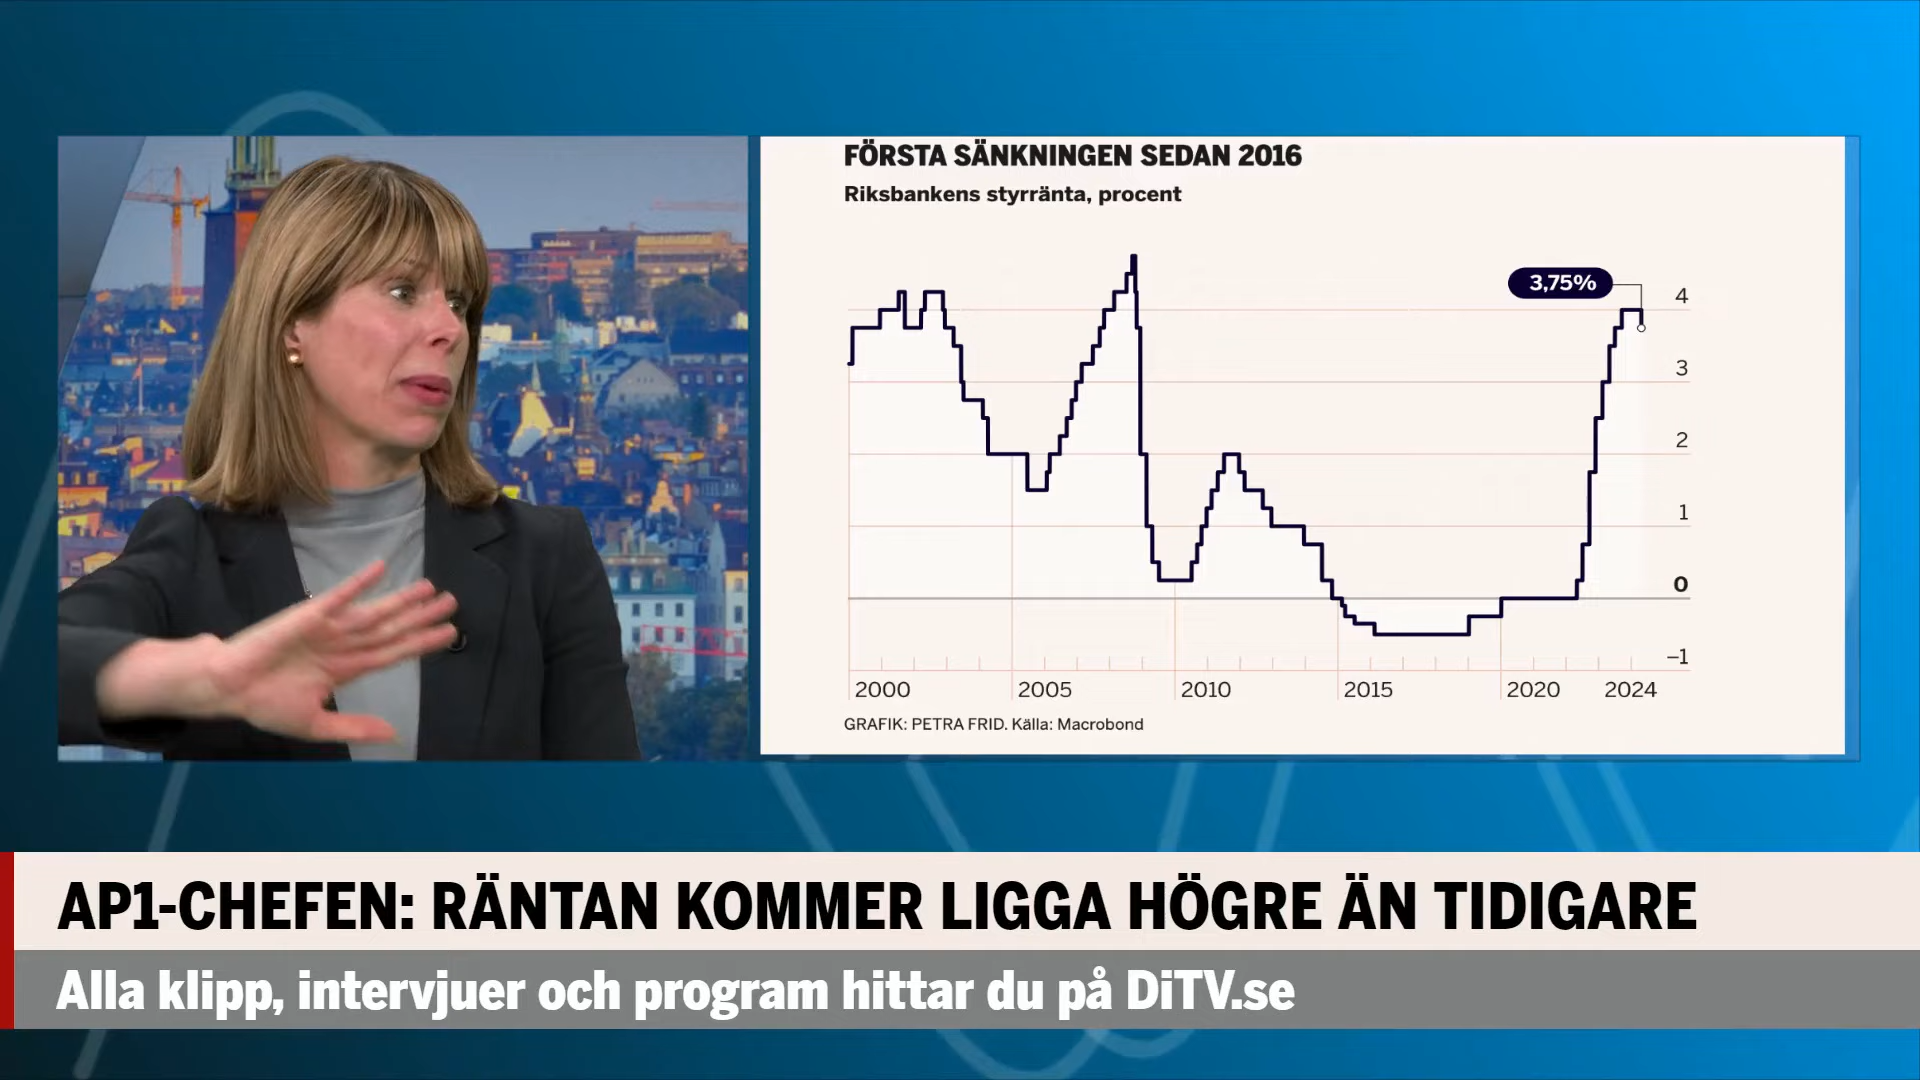 FÖRSTA SÄNKNINGEN SEDAN 2016
Riksbankens styrränta, procent
3,75%
4
3
2
1
0
–1
2000 2005 2010 2015 2020 2024
GRAFIK: PETRA FRID. Källa: Macrobond
AP1-CHEFEN: RÄNTAN KOMMER LIGGA HÖGRE ÄN TIDIGARE
Alla klipp, intervjuer och program hittar du på DiTV.se